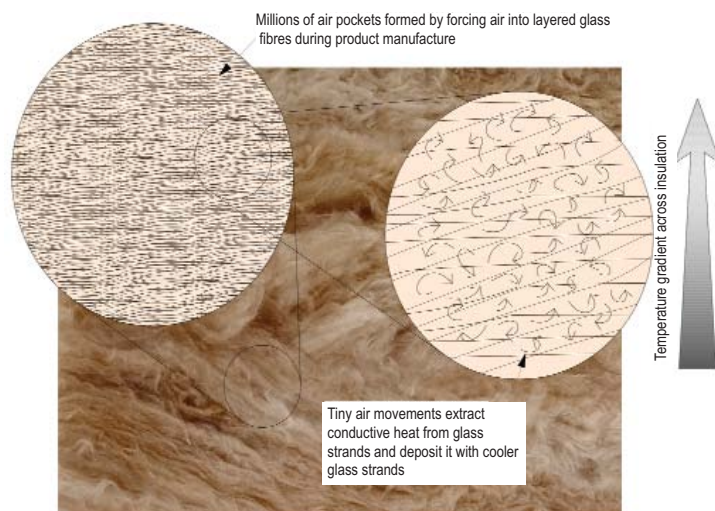 Millions of air pockets formed by forcing air into layered glass
fibres during product manufacture
Temperature gradient across insulation
Tiny air movements extract
conductive heat from glass
strands and deposit it with cooler
glass strands